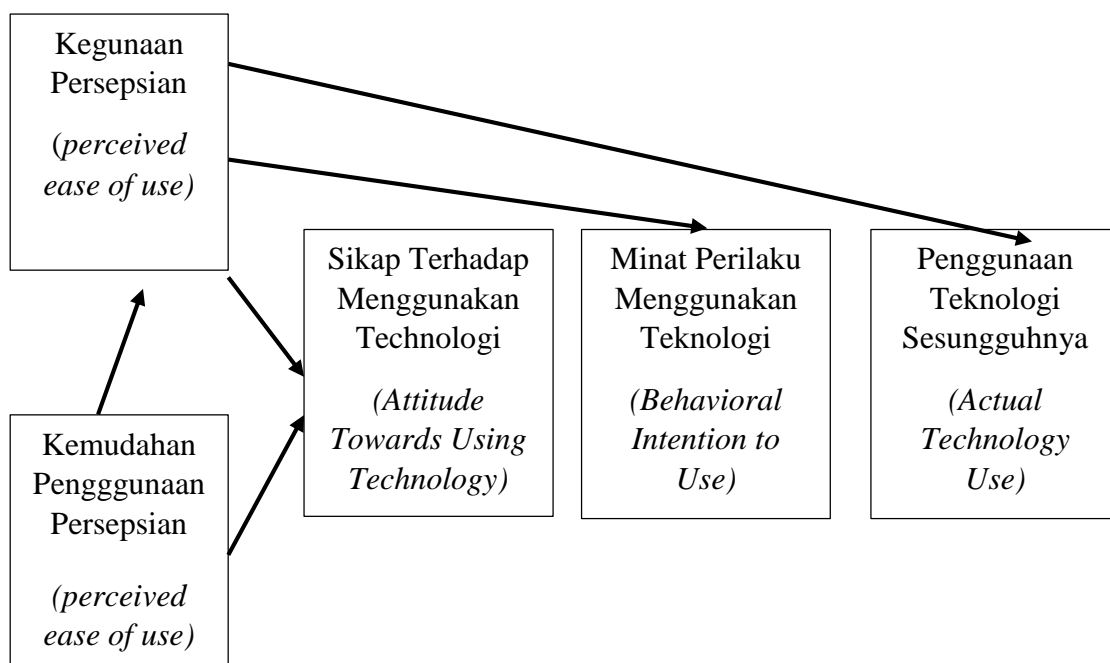 Kegunaan
Persepsian
(perceived
ease of use)
Sikap Terhadap
Menggunakan
Technologi
(Attitude
Towards Using
Technology)
Minat Perilaku
Menggunakan
Teknologi
(Behavioral
Intention to
Use)
Penggunaan
Teknologi
Sesungguhnya
(Actual
Technology
Use)
Kemudahan
Pengggunaan
Persepsian
(perceived
ease of use)